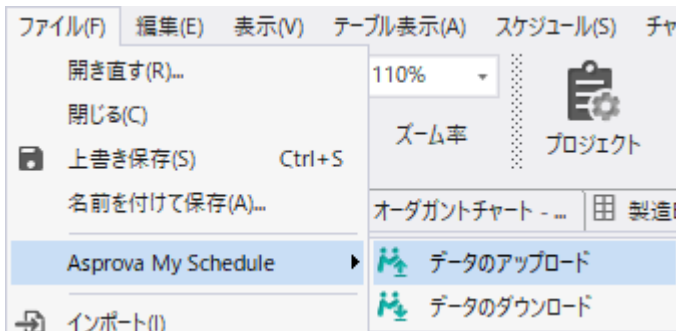 ファイル(F) 編集(E) 表示(V) テーブル表示(A) スケジュール(S) チャ
開き直す(R)...
閉じる(C)
上書き保存(S) Ctrl+S
名前を付けて保存(A)...
Asprova My Schedule
インポート(I)
110%
ズーム率
プロジェクト
オーダガントチャート - ... 製造
データのアップロード
データのダウンロード